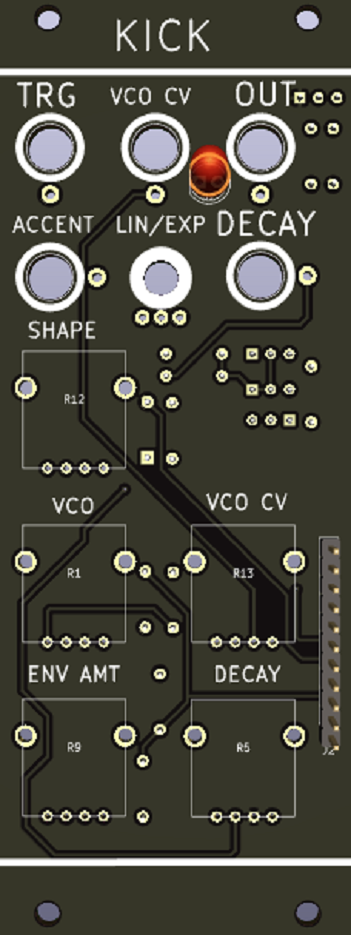 KICK
TRG VCO CV OUT
ACCENT LIN/EXP DECAY
SHAPE
R12
VCO VCO CV
R1 R13
ENV AMT DECAY
R9 R5
J2